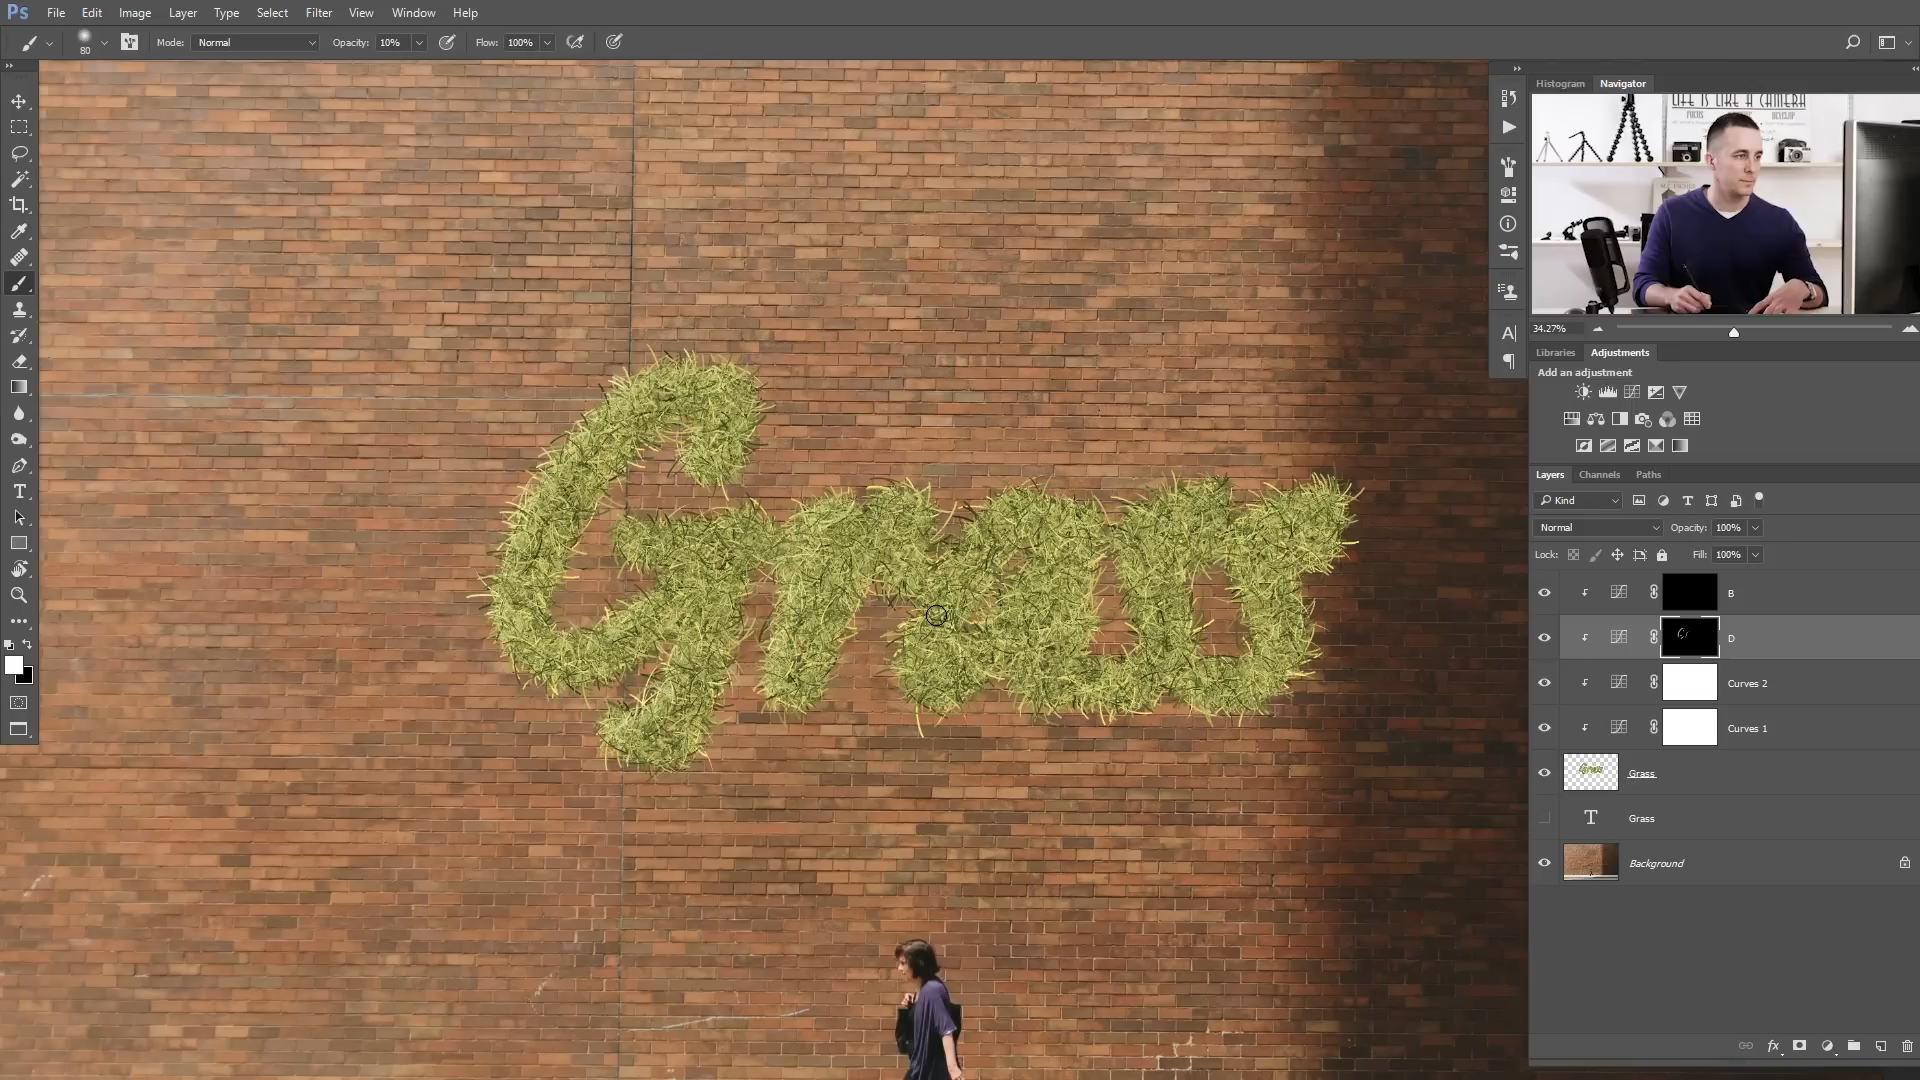 Ps File Edit Image Layer Type Select Filter View Window Help
80 Mode: Normal Opacity: 10% Flow: 100%
Histogram Navigator
LIFE IS LIKE A CAMERA
FOCUS DEVELOP
34.27%
Libraries Adjustments
Add an adjustment
Layers Channels Paths
Kind
Normal Opacity: 100%
Lock: Fill: 100%
B
D
Curves 2
Curves 1
Grass
Grass
Background
Grass